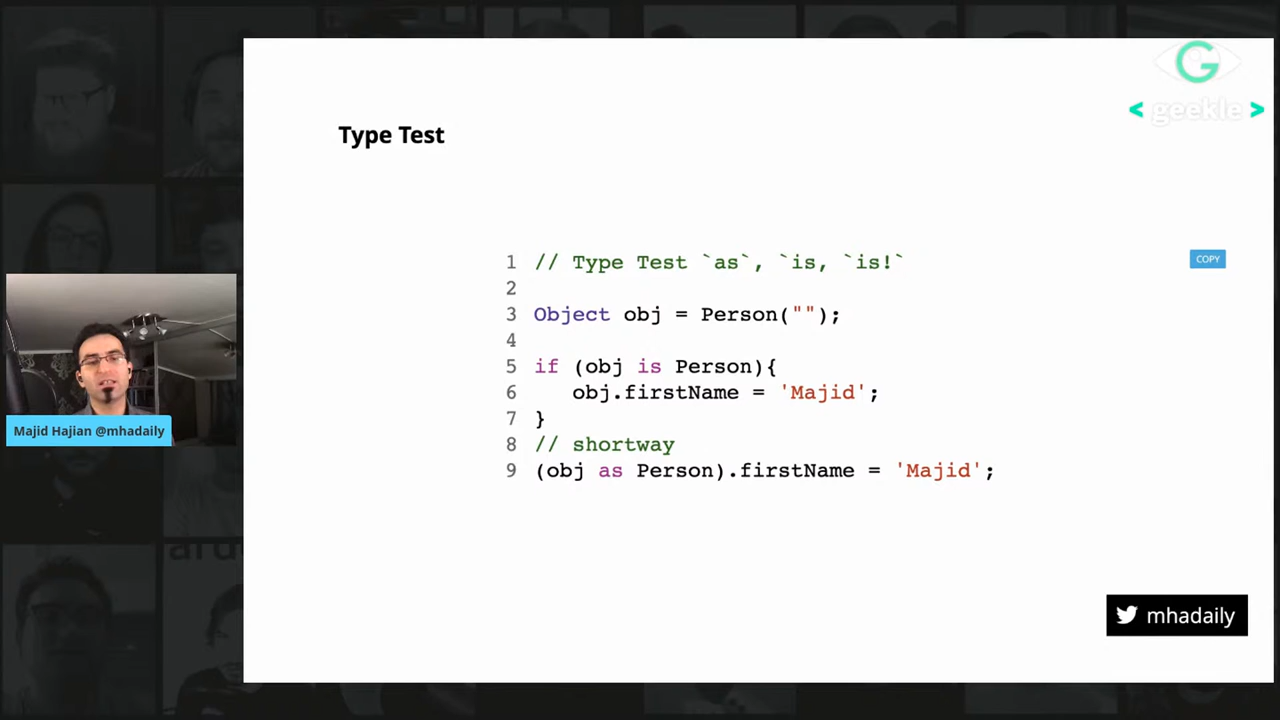 < geekle >
Type Test
COPY
1 // Type Test `as`, `is, `is!`
2
3 Object obj = Person("");
4
5 if (obj is Person){
6 obj.firstName = 'Majid';
7 }
8 // shortway
9 (obj as Person).firstName = 'Majid';
Majid Hajian @mhadaily
mhadaily